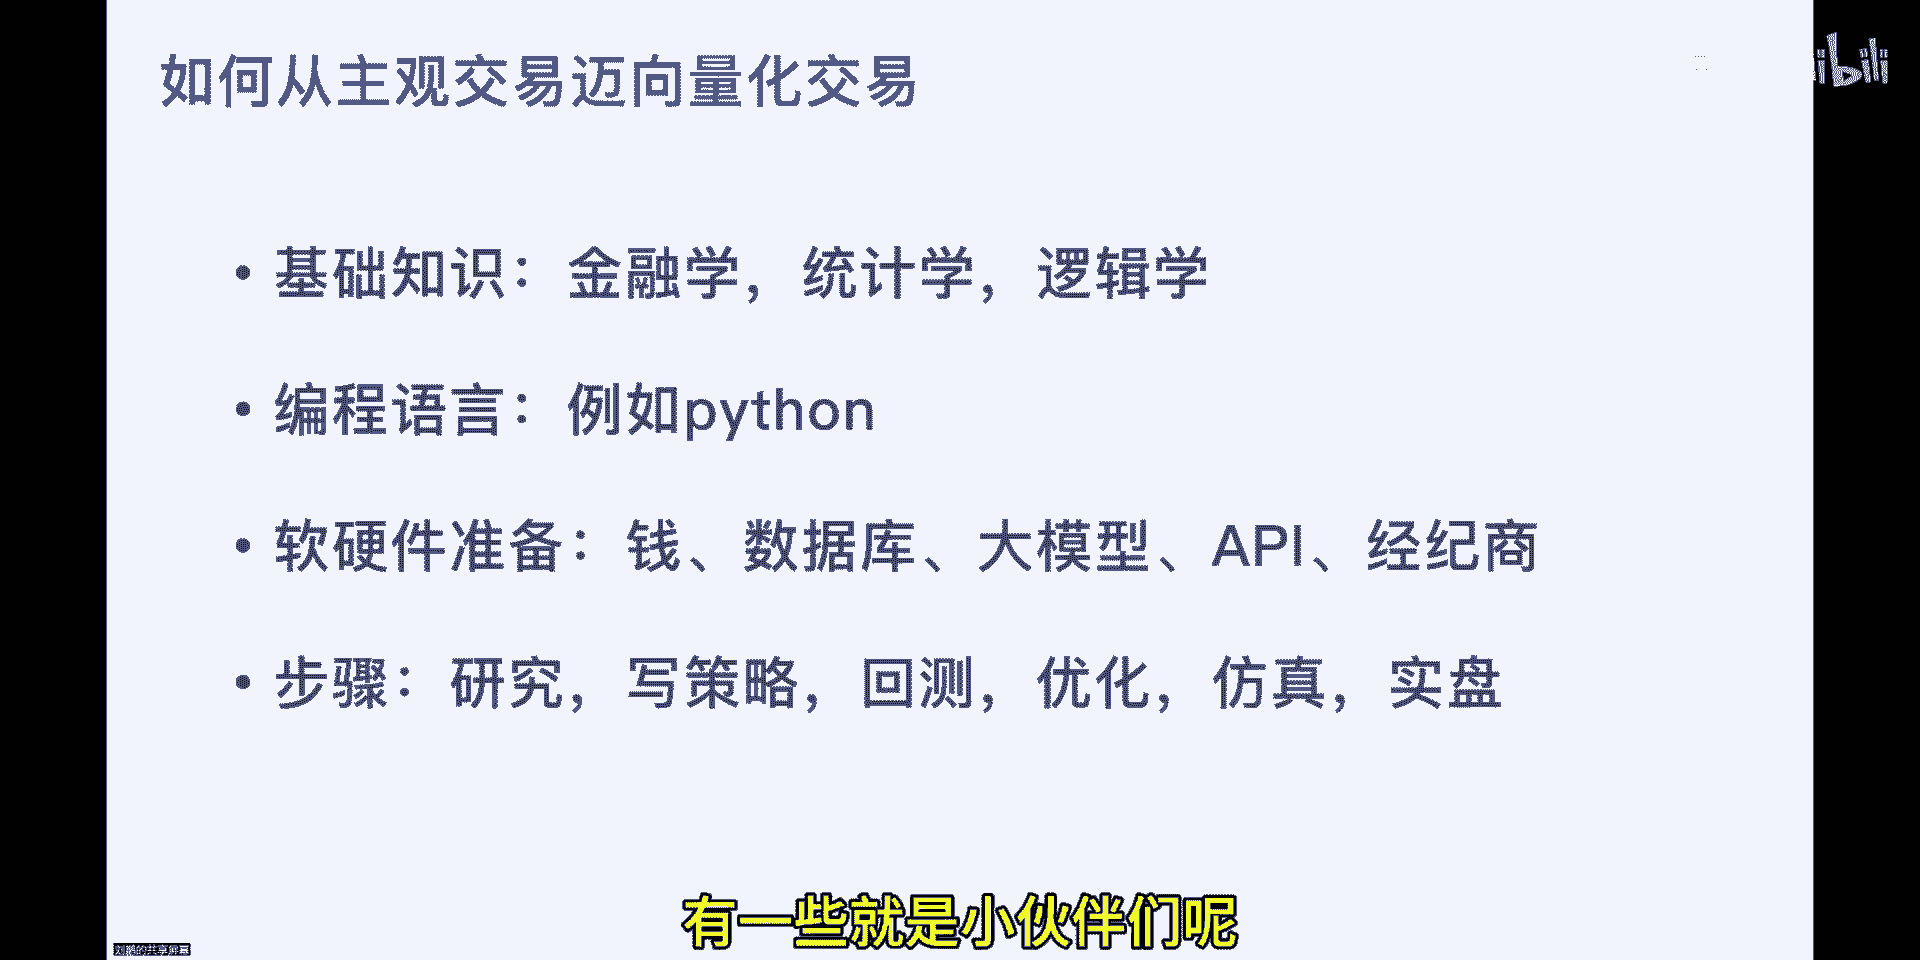 如何从主观交易迈向量化交易
bili
• 基础知识：金融学，统计学，逻辑学
• 编程语言：例如python
• 软硬件准备：钱、数据库、大模型、API、经纪商
• 步骤：研究，写策略，回测，优化，仿真，实盘
有一些就是小伙伴们呢
刘鹏的共享屏幕